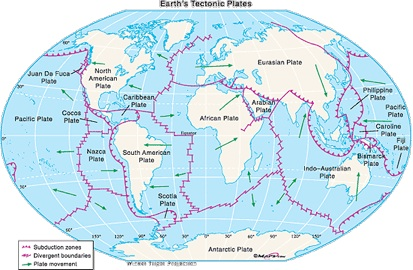 Earth's Tectonic Plates
Juan De Fuca
Plate
North
American
Plate
Caribbean
Plate
Cocos
Plate
Pacific Plate
Nazca
Plate
South American
Plate
Scotia
Plate
Eurasian Plate
Arabian
Plate
African Plate
Indo-Australian
Plate
Antarctic Plate
Philippine
Plate
Pacific
Plate
Caroline
Plate
Fiji
Plate
Bismarck
Plate
Equator
Subduction zones
Divergent boundaries
Plate movement